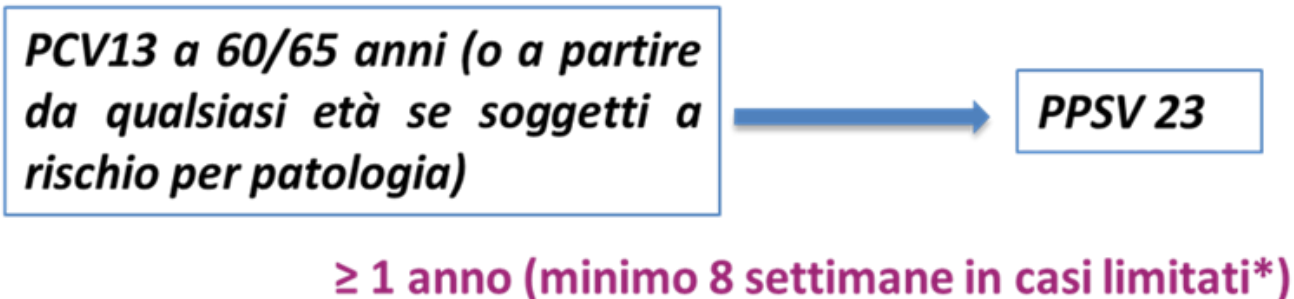 PCV13 a 60/65 anni (o a partire
da qualsiasi età se soggetti a
rischio per patologia)
PPSV 23
≥ 1 anno (minimo 8 settimane in casi limitati*)